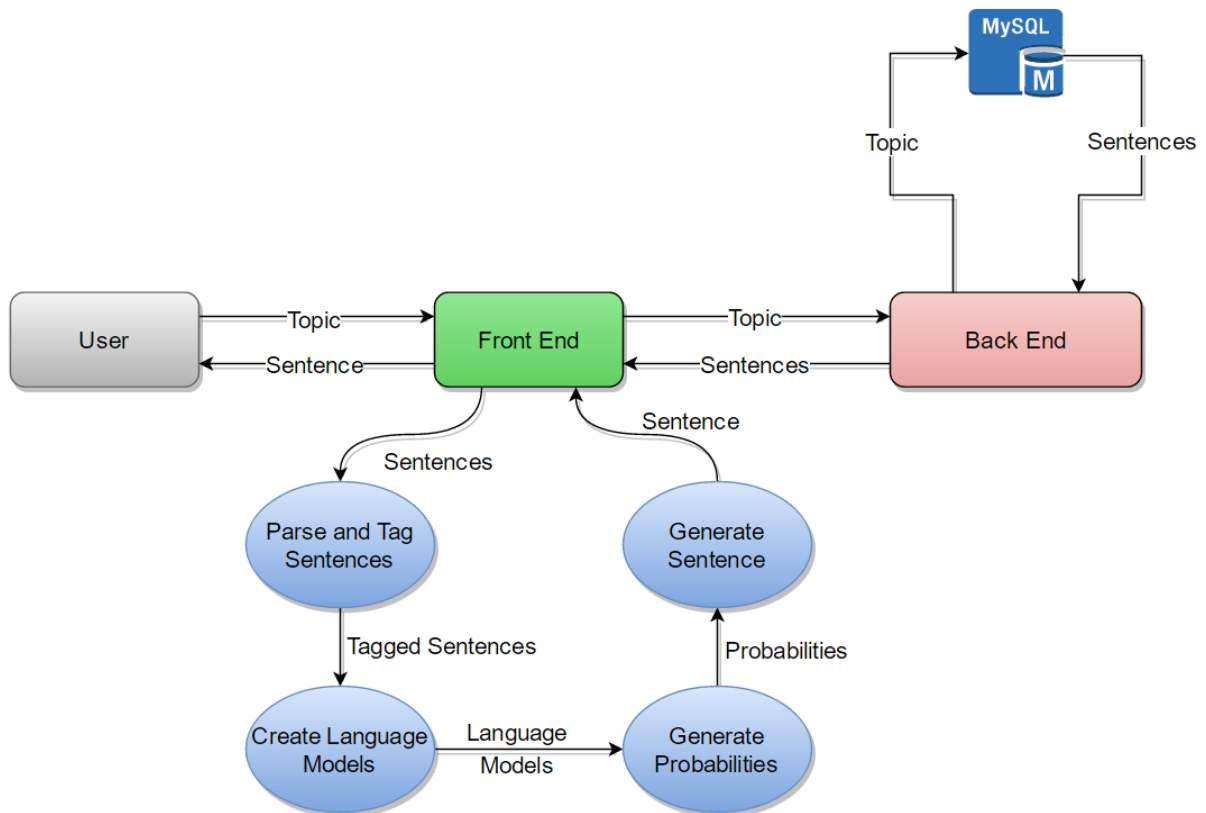 MySQL
M
Topic
Sentences
User
Topic
Sentence
Front End
Topic
Sentences
Back End
Sentences
Sentence
Parse and Tag
Sentences
Generate
Sentence
Tagged Sentences
Probabilities
Create Language
Models
Language
Models
Generate
Probabilities